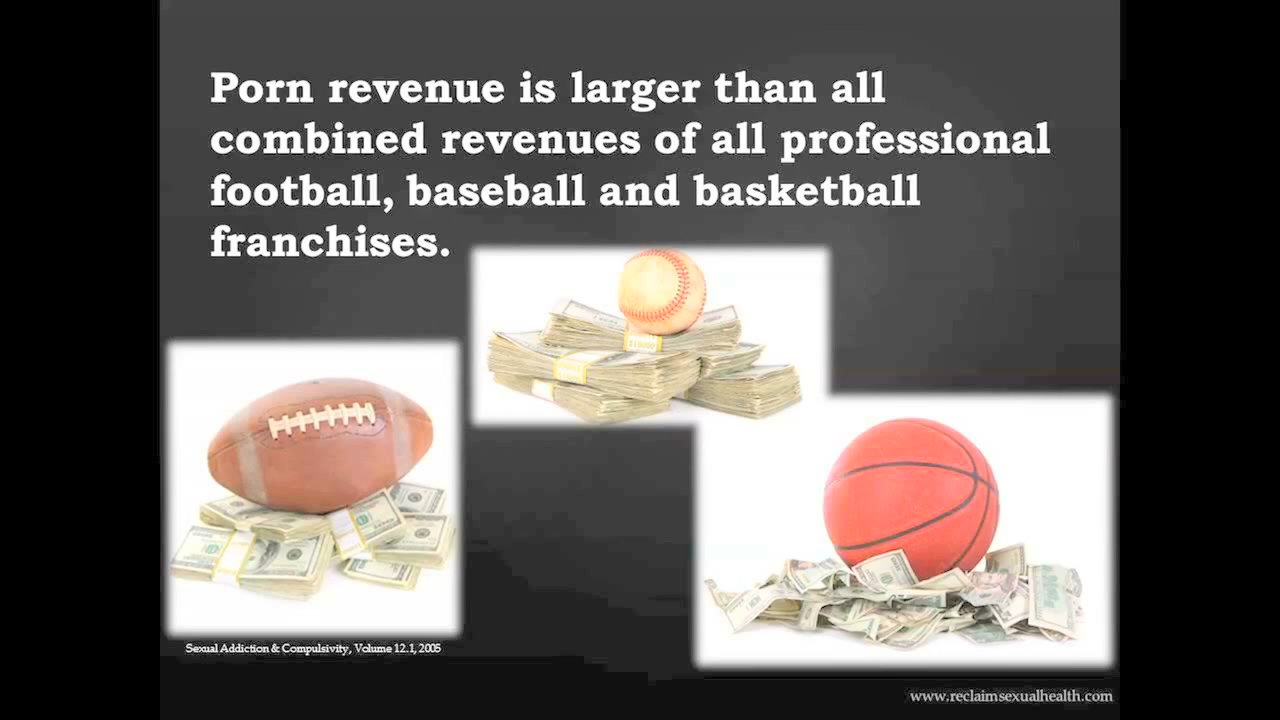 Porn revenue is larger than all
combined revenues of all professional
football, baseball and basketball
franchises.
Sexual Addiction & Compulsivity, Volume 12.1, 2005
www.reclaimsexualhealth.com